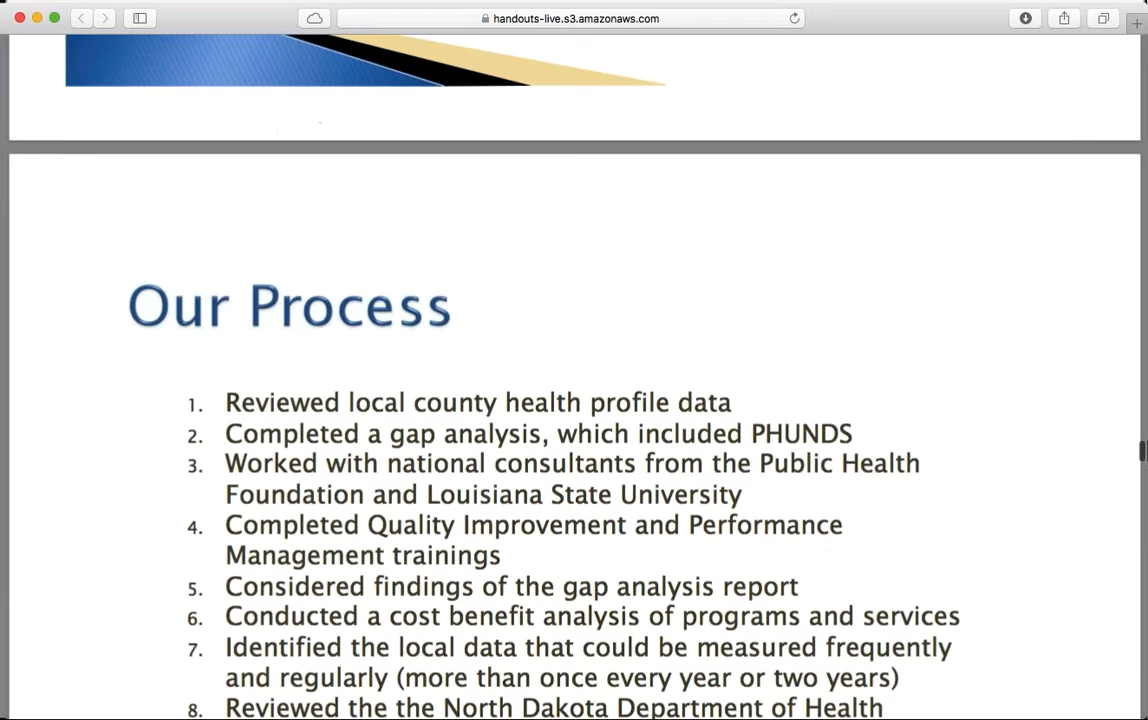 handouts-live.s3.amazonaws.com
Our Process
1. Reviewed local county health profile data
2. Completed a gap analysis, which included PHUNDS
3. Worked with national consultants from the Public Health
Foundation and Louisiana State University
4. Completed Quality Improvement and Performance
Management trainings
5. Considered findings of the gap analysis report
6. Conducted a cost benefit analysis of programs and services
7. Identified the local data that could be measured frequently
and regularly (more than once every year or two years)
8. Reviewed the the North Dakota Department of Health